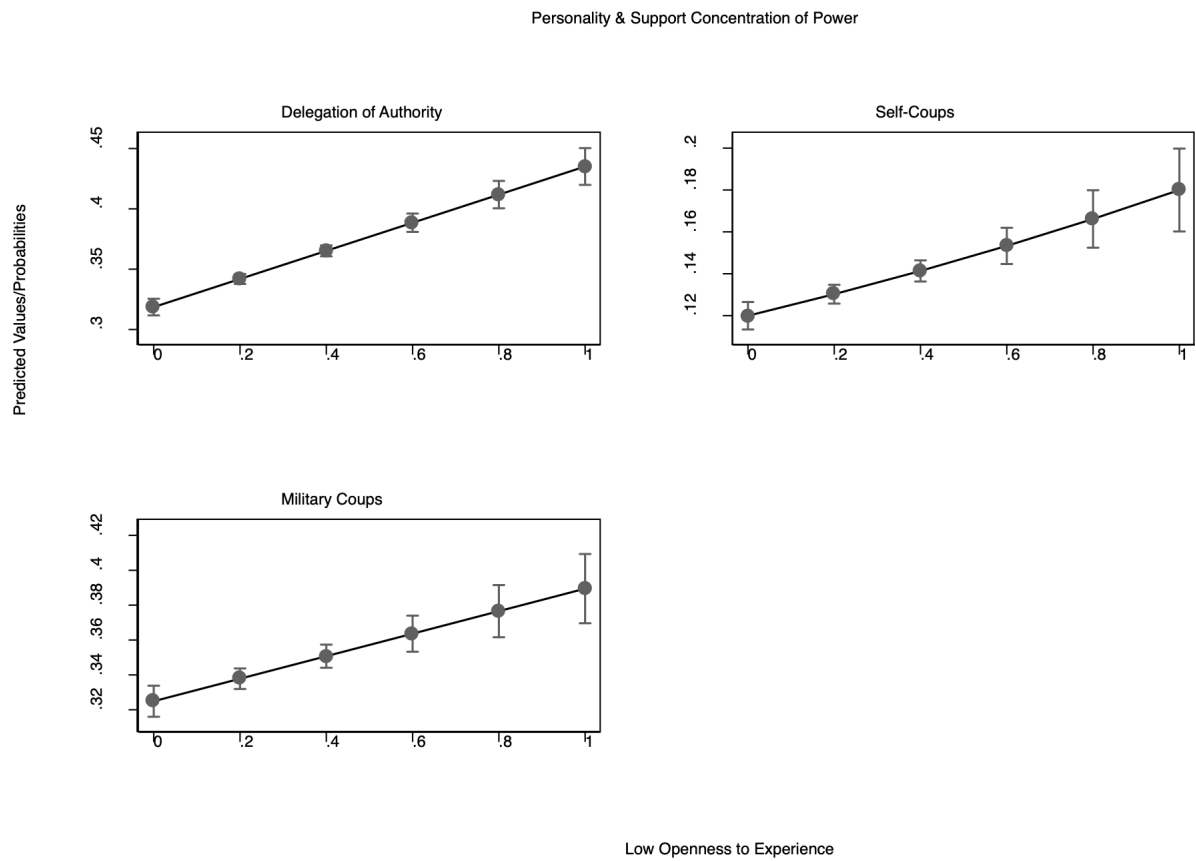 Personality & Support Concentration of Power
Predicted Values/Probabilities
Delegation of Authority
.45
.4
.35
.3
0 .2 .4 .6 .8 1
Self-Coups
.2
.18
.16
.14
.12
0 .2 .4 .6 .8 1
Military Coups
.42
.4
.38
.36
.34
.32
0 .2 .4 .6 .8 1
Low Openness to Experience